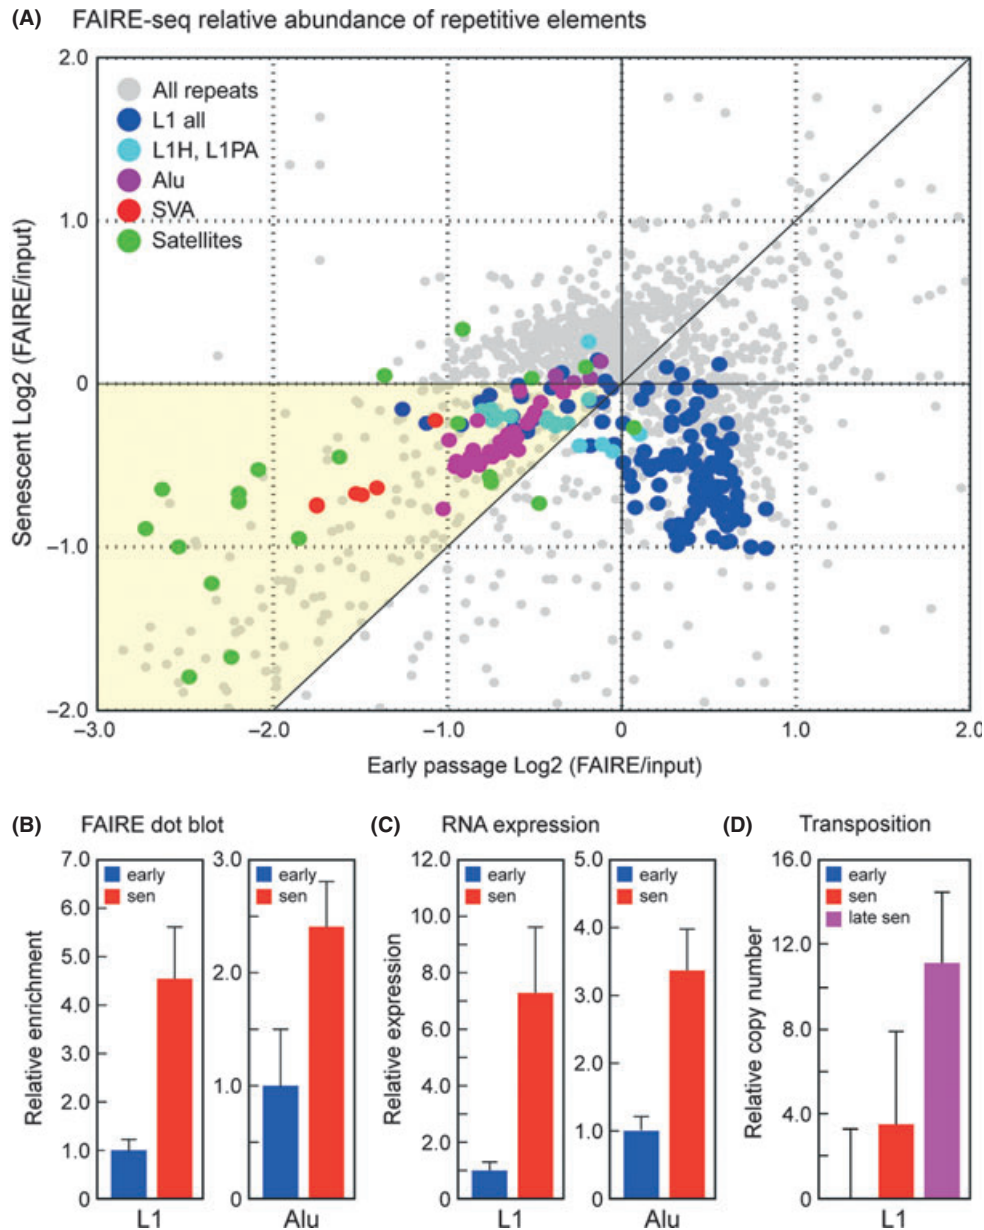 (A) FAIRE-seq relative abundance of repetitive elements
2.0
1.0
0
−1.0
−2.0
Senescent Log2 (FAIRE/input)
All repeats
L1 all
L1H, L1PA
Alu
SVA
Satellites
−3.0 −2.0 −1.0 0 1.0 2.0
Early passage Log2 (FAIRE/input)
(B) FAIRE dot blot
Relative enrichment
7.0
6.0
5.0
4.0
3.0
2.0
1.0
0
early
sen
L1
3.0
2.0
1.0
0
early
sen
Alu
(C) RNA expression
Relative expression
12.0
10.0
8.0
6.0
4.0
2.0
0
early
sen
L1
5.0
4.0
3.0
2.0
1.0
0
early
sen
Alu
(D) Transposition
Relative copy number
16.0
12.0
8.0
4.0
0
early
sen
late sen
L1